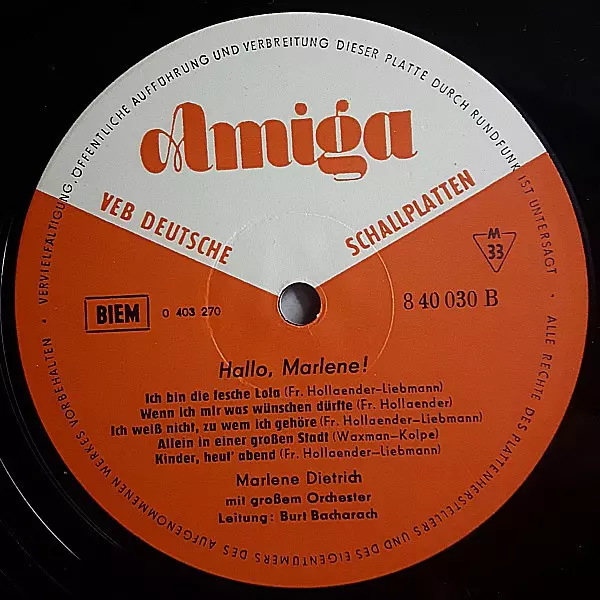 VERVIELFÄLTIGUNG, ÖFFENTLICHE AUFFÜHRUNG UND VERBREITUNG DIESER PLATTE DURCH RUNDFUNK IST UNTERSAGT • ALLE RECHTE DES PLATTENHERSTELLERS UND DES EIGENTÜMERS DES AUFGENOMMENEN WERKES VORBEHALTEN •
Amiga
VEB DEUTSCHE SCHALLPLATTEN
M
33
BIEM O 403 270
8 40 030 B
Hallo, Marlene!
Ich bin die fesche Lola (Fr. Hollaender-Liebmann)
Wenn ich mir was wünschen dürfte (Fr. Hollaender)
Ich weiß nicht, zu wem ich gehöre (Fr. Hollaender-Liebmann)
Allein in einer großen Stadt (Waxman-Kolpe)
Kinder, heut' abend (Fr. Hollaender-Liebmann)
Marlene Dietrich
mit großem Orchester
Leitung: Burt Bacharach